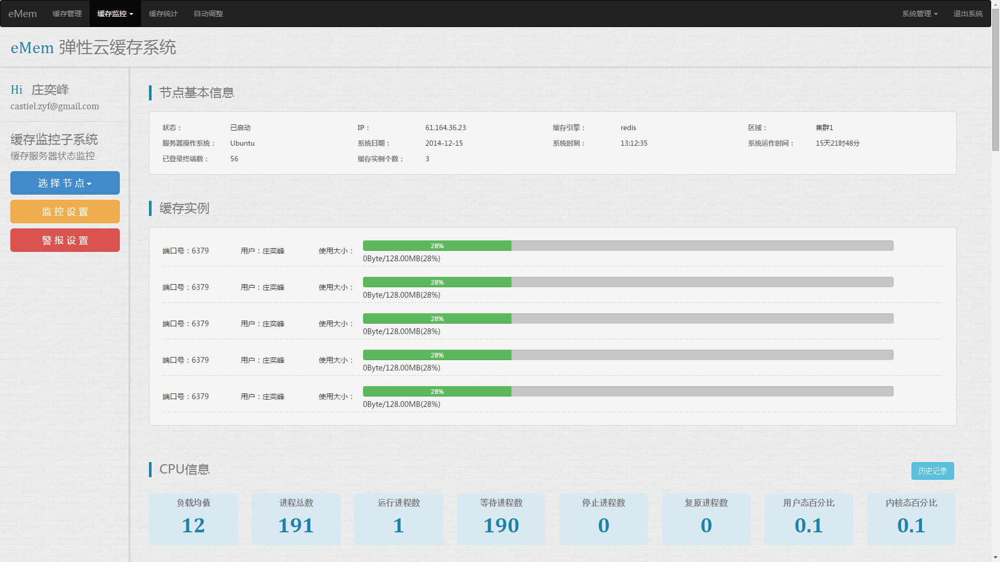 eMem 缓存管理 缓存监控 缓存统计 自动调整 系统管理 退出系统
eMem 弹性云缓存系统
Hi 庄奕峰
castiel.zyf@gmail.com
缓存监控子系统
缓存服务器状态监控
选择节点
监控设置
警报设置
节点基本信息
状态： 已启动 IP： 61.164.36.23 缓存引擎： redis 区域： 集群1
服务器操作系统： Ubuntu 系统日期： 2014-12-15 系统时刻： 13:12:35 系统运作时间： 15天21时48分
已登录终端数： 56 缓存实例个数： 3
缓存实例
28%
端口号：6379 用户：庄奕峰 使用大小：
0Byte/128.00MB(28%)
28%
端口号：6379 用户：庄奕峰 使用大小：
0Byte/128.00MB(28%)
28%
端口号：6379 用户：庄奕峰 使用大小：
0Byte/128.00MB(28%)
28%
端口号：6379 用户：庄奕峰 使用大小：
0Byte/128.00MB(28%)
28%
端口号：6379 用户：庄奕峰 使用大小：
0Byte/128.00MB(28%)
CPU信息
历史记录
负载均值 进程总数 运行进程数 等待进程数 停止进程数 复原进程数 用户态百分比 内核态百分比
12 191 1 190 0 0 0.1 0.1